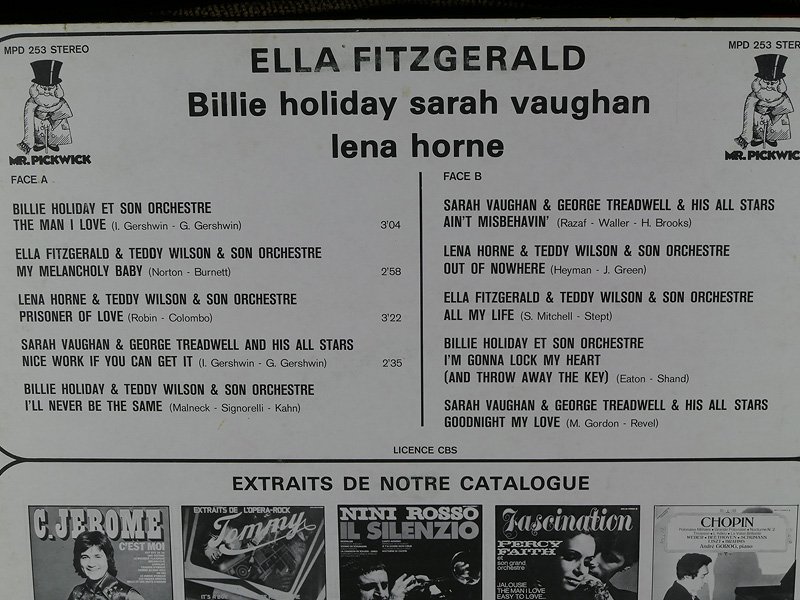 MPD 253 STEREO
MPD 253 STER
ELLA FITZGERALD
Billie holiday sarah vaughan
lena horne
MR. PICKWICK
MR. PICKWIC
FACE A
BILLIE HOLIDAY ET SON ORCHESTRE
THE MAN I LOVE (I. Gershwin - G. Gershwin) 3'04
ELLA FITZGERALD & TEDDY WILSON & SON ORCHESTRE
MY MELANCHOLY BABY (Norton - Burnett) 2'58
LENA HORNE & TEDDY WILSON & SON ORCHESTRE
PRISONER OF LOVE (Robin - Colombo) 3'22
SARAH VAUGHAN & GEORGE TREADWELL AND HIS ALL STARS
NICE WORK IF YOU CAN GET IT (I. Gershwin - G. Gershwin) 2'35
BILLIE HOLIDAY & TEDDY WILSON & SON ORCHESTRE
I'LL NEVER BE THE SAME (Malneck - Signorelli - Kahn)
FACE B
SARAH VAUGHAN & GEORGE TREADWELL & HIS ALL STARS
AIN'T MISBEHAVIN' (Razaf - Waller - H. Brooks)
LENA HORNE & TEDDY WILSON & SON ORCHESTRE
OUT OF NOWHERE (Heyman - J. Green)
ELLA FITZGERALD & TEDDY WILSON & SON ORCHESTRE
ALL MY LIFE (S. Mitchell - Stept)
BILLIE HOLIDAY ET SON ORCHESTRE
I'M GONNA LOCK MY HEART
(AND THROW AWAY THE KEY) (Eaton - Shand)
SARAH VAUGHAN & GEORGE TREADWELL & HIS ALL STARS
GOODNIGHT MY LOVE (M. Gordon - Revel)
LICENCE CBS
EXTRAITS DE NOTRE CATALOGUE
C. JEROME
C'EST MOI
EXTRAITS DE L'OPERA-ROCK
Tommy
NINI ROSSO
IL SILENZIO
Fascination
PERCY
FAITH
et son grand
orchestre
JALOUSIE
THE MAN I LOVE
EASY TO LOVE...
CHOPIN
André GOROG, piano